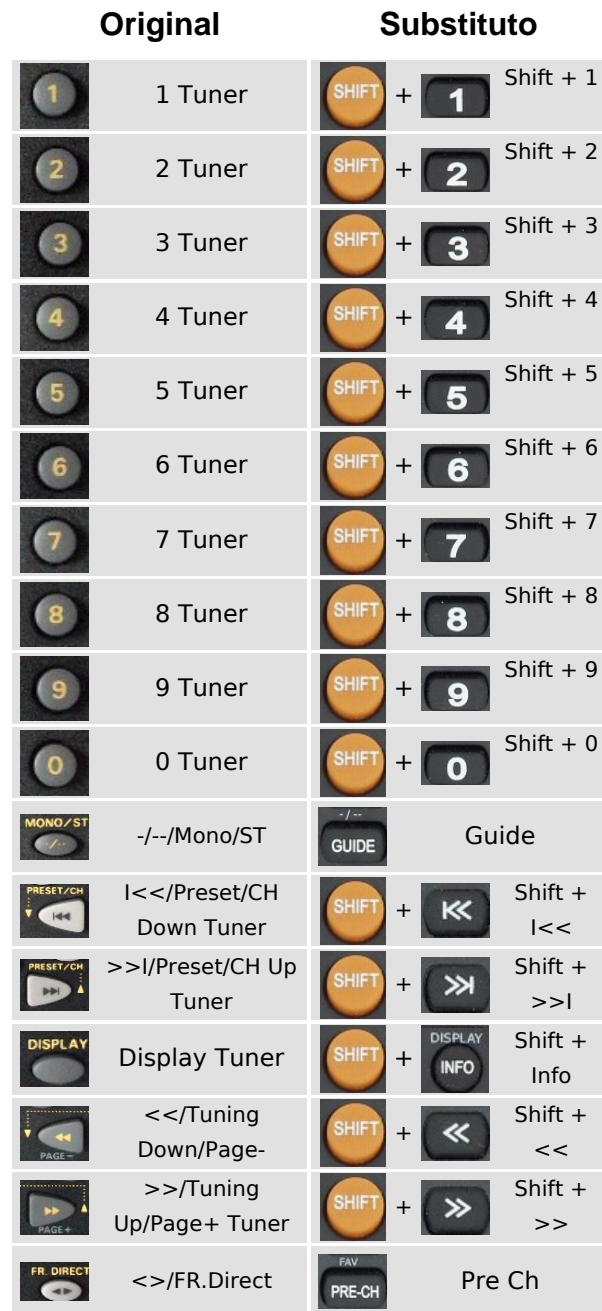 Original Substituto
1 1 Tuner SHIFT + 1 Shift + 1
2 2 Tuner SHIFT + 2 Shift + 2
3 3 Tuner SHIFT + 3 Shift + 3
4 4 Tuner SHIFT + 4 Shift + 4
5 5 Tuner SHIFT + 5 Shift + 5
6 6 Tuner SHIFT + 6 Shift + 6
7 7 Tuner SHIFT + 7 Shift + 7
8 8 Tuner SHIFT + 8 Shift + 8
9 9 Tuner SHIFT + 9 Shift + 9
0 0 Tuner SHIFT + 0 Shift + 0
MONO/ST
-/-- -/--/Mono/ST
-/--
GUIDE Guide
PRESET/CH
I<</Preset/CH
Down Tuner
SHIFT +
Shift +
I<<
PRESET/CH
>>I/Preset/CH Up
Tuner
SHIFT +
Shift +
>>I
DISPLAY
Display Tuner
SHIFT +
DISPLAY
INFO
Shift +
Info
PAGE-
<</Tuning
Down/Page-
SHIFT +
Shift +
<<
PAGE+
>>/Tuning
Up/Page+ Tuner
SHIFT +
Shift +
>>
FR. DIRECT
<>/FR.Direct
FAV
PRE-CH
Pre Ch